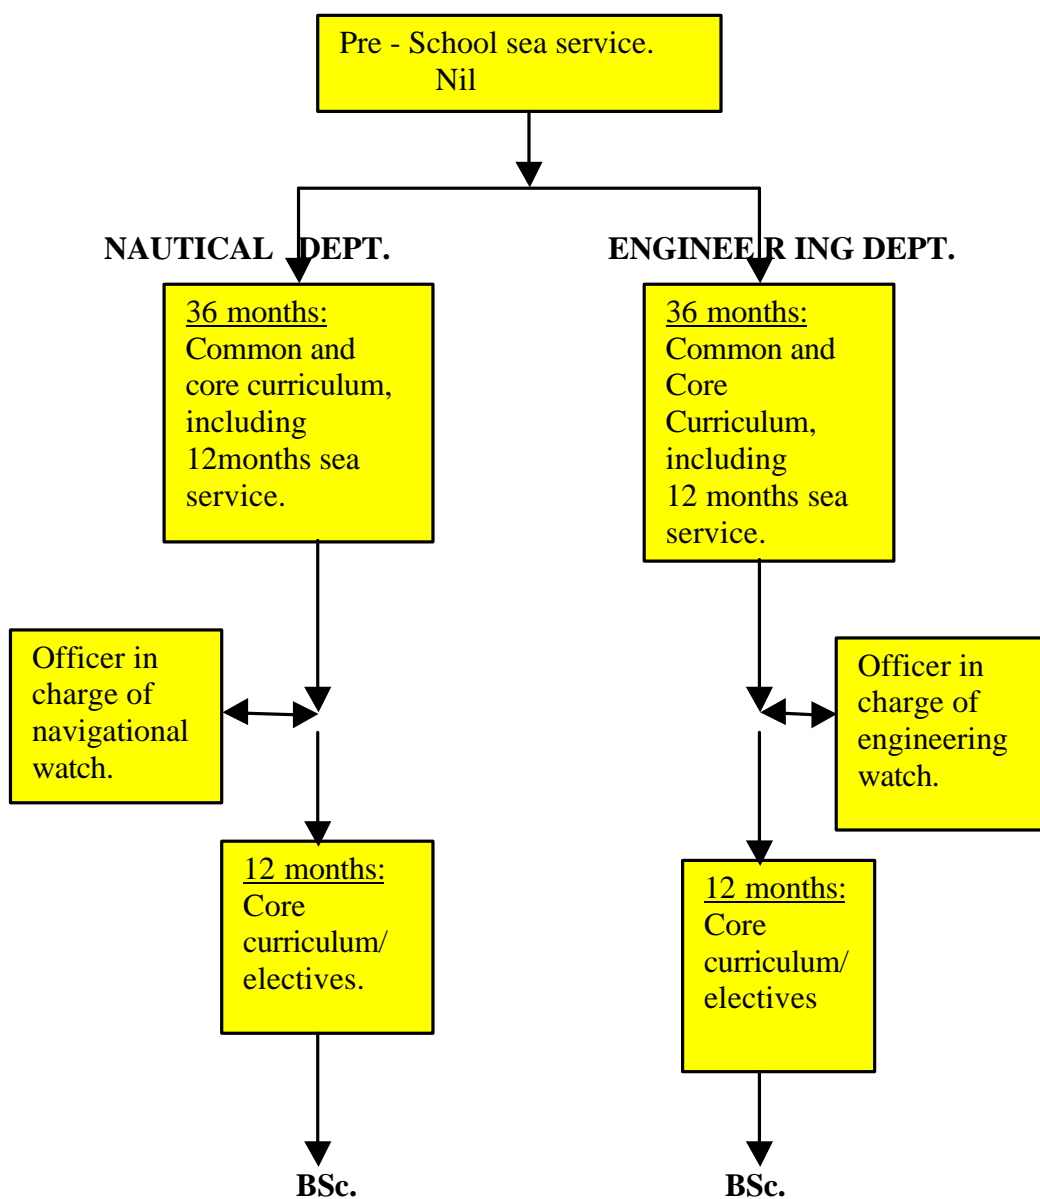 Pre - School sea service.
Nil
NAUTICAL DEPT.
ENGINEER ING DEPT.
36 months:
Common and
core curriculum,
including
12months sea
service.
36 months:
Common and
Core
Curriculum,
including
12 months sea
service.
Officer in
charge of
navigational
watch.
Officer in
charge of
engineering
watch.
12 months:
Core
curriculum/
electives.
12 months:
Core
curriculum/
electives
BSc.
BSc.